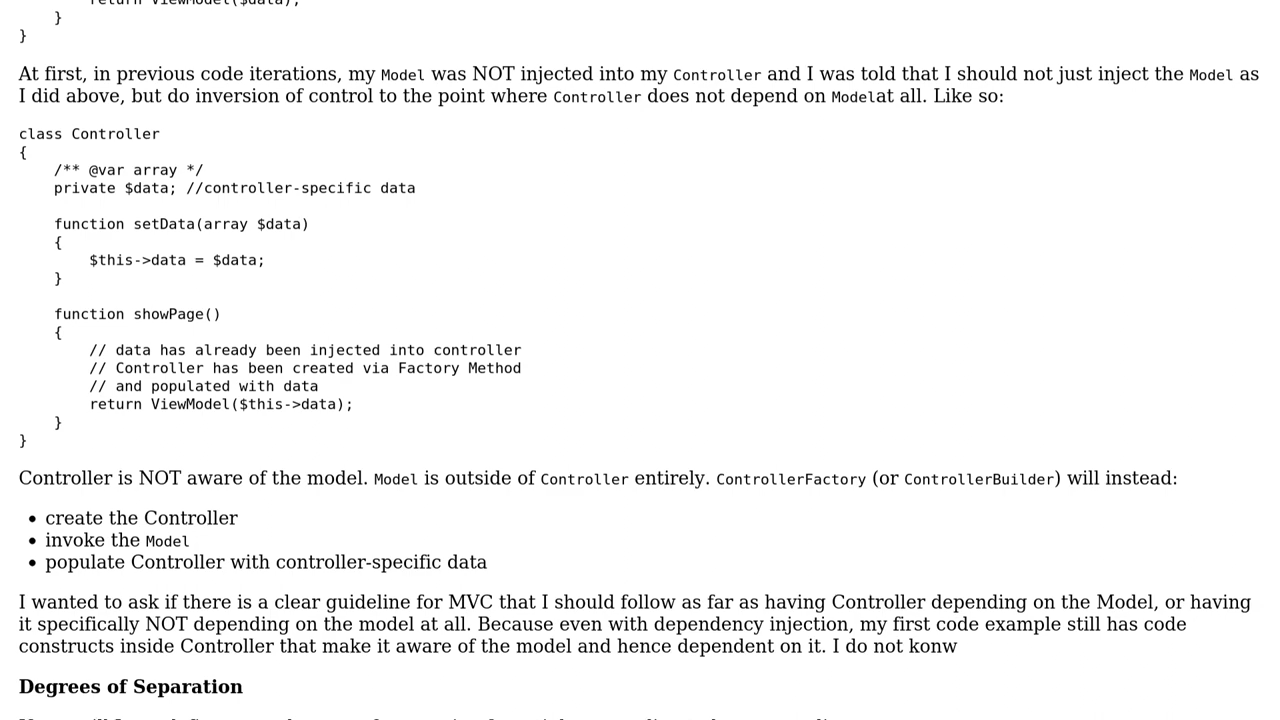 return ViewModel($data);
    }
}
At first, in previous code iterations, my Model was NOT injected into my Controller and I was told that I should not just inject the Model as
I did above, but do inversion of control to the point where Controller does not depend on Modelat all. Like so:
class Controller
{
    /** @var array */
    private $data; //controller-specific data
    function setData(array $data)
    {
        $this->data = $data;
    }
    function showPage()
    {
        // data has already been injected into controller
        // Controller has been created via Factory Method
        // and populated with data
        return ViewModel($this->data);
    }
}
Controller is NOT aware of the model. Model is outside of Controller entirely. ControllerFactory (or ControllerBuilder) will instead:
• create the Controller
• invoke the Model
• populate Controller with controller-specific data
I wanted to ask if there is a clear guideline for MVC that I should follow as far as having Controller depending on the Model, or having
it specifically NOT depending on the model at all. Because even with dependency injection, my first code example still has code
constructs inside Controller that make it aware of the model and hence dependent on it. I do not konw
Degrees of Separation